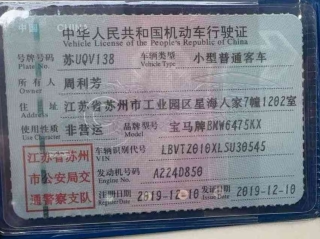 中华人民共和国机动车行驶证
Vehicle License of the People's Republic of China
号牌号码 苏UQV138 车辆类型 小型普通客车
Plate No. Vehicle Type
所有人 周利芳
Owner
住址 江苏省苏州市工业园区星海人家7幢1202室
Address
使用性质 非营运 品牌型号 宝马牌BMW6475KX
Use Character Model
江苏省苏州
市公安局交
通警察支队
车辆识别代号 LBVTZ010XLSU30545
VIN
发动机号码 A224D850
Engine No.
注册日期 2019-12-10 发证日期 2019-12-10
Register Date Issue Date